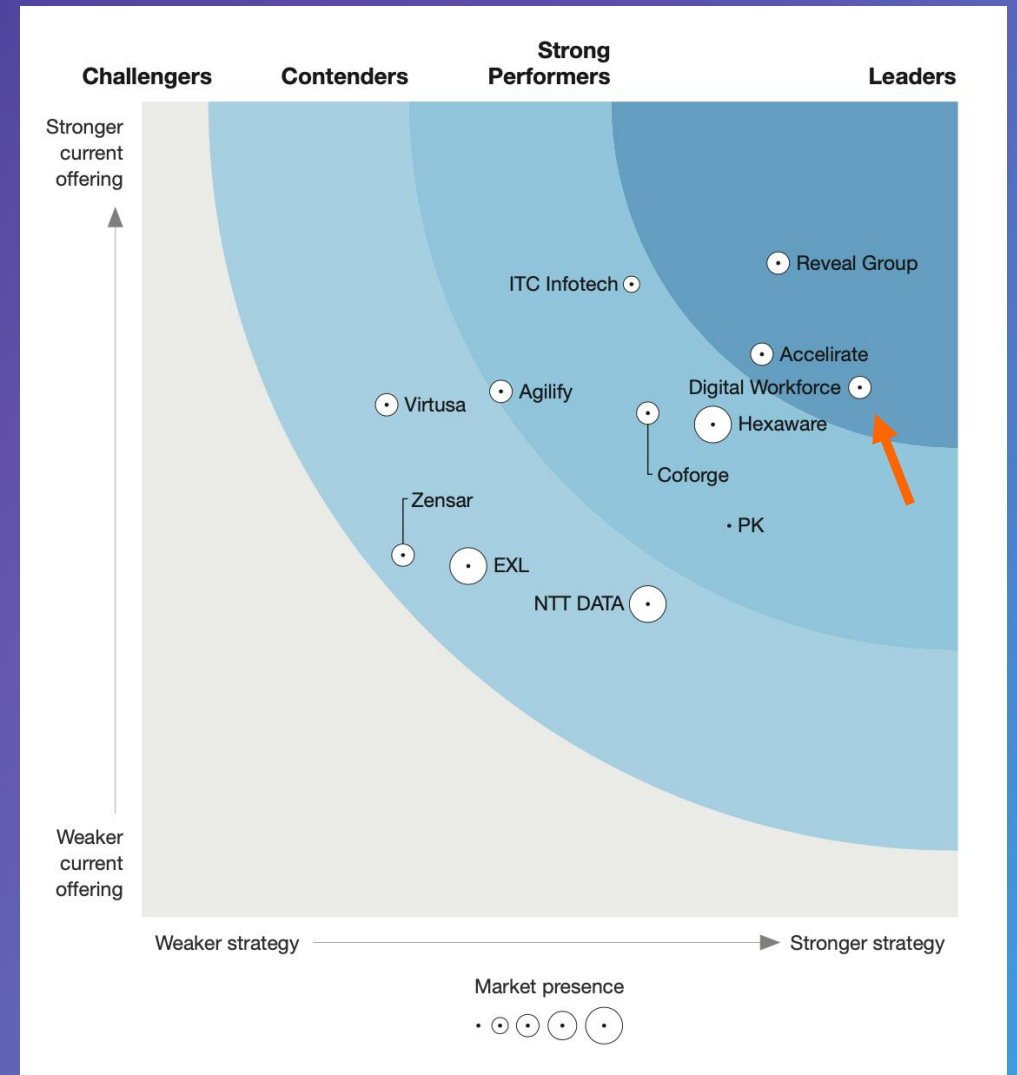 Challengers
Contenders
Strong
Performers
Leaders
Stronger
current
offering
Reveal Group
ITC Infotech
Accelirate
Digital Workforce
Agilify
Virtusa
Hexaware
Coforge
Zensar
PK
EXL
NTT DATA
Weaker
current
offering
Weaker strategy
Stronger strategy
Market presence